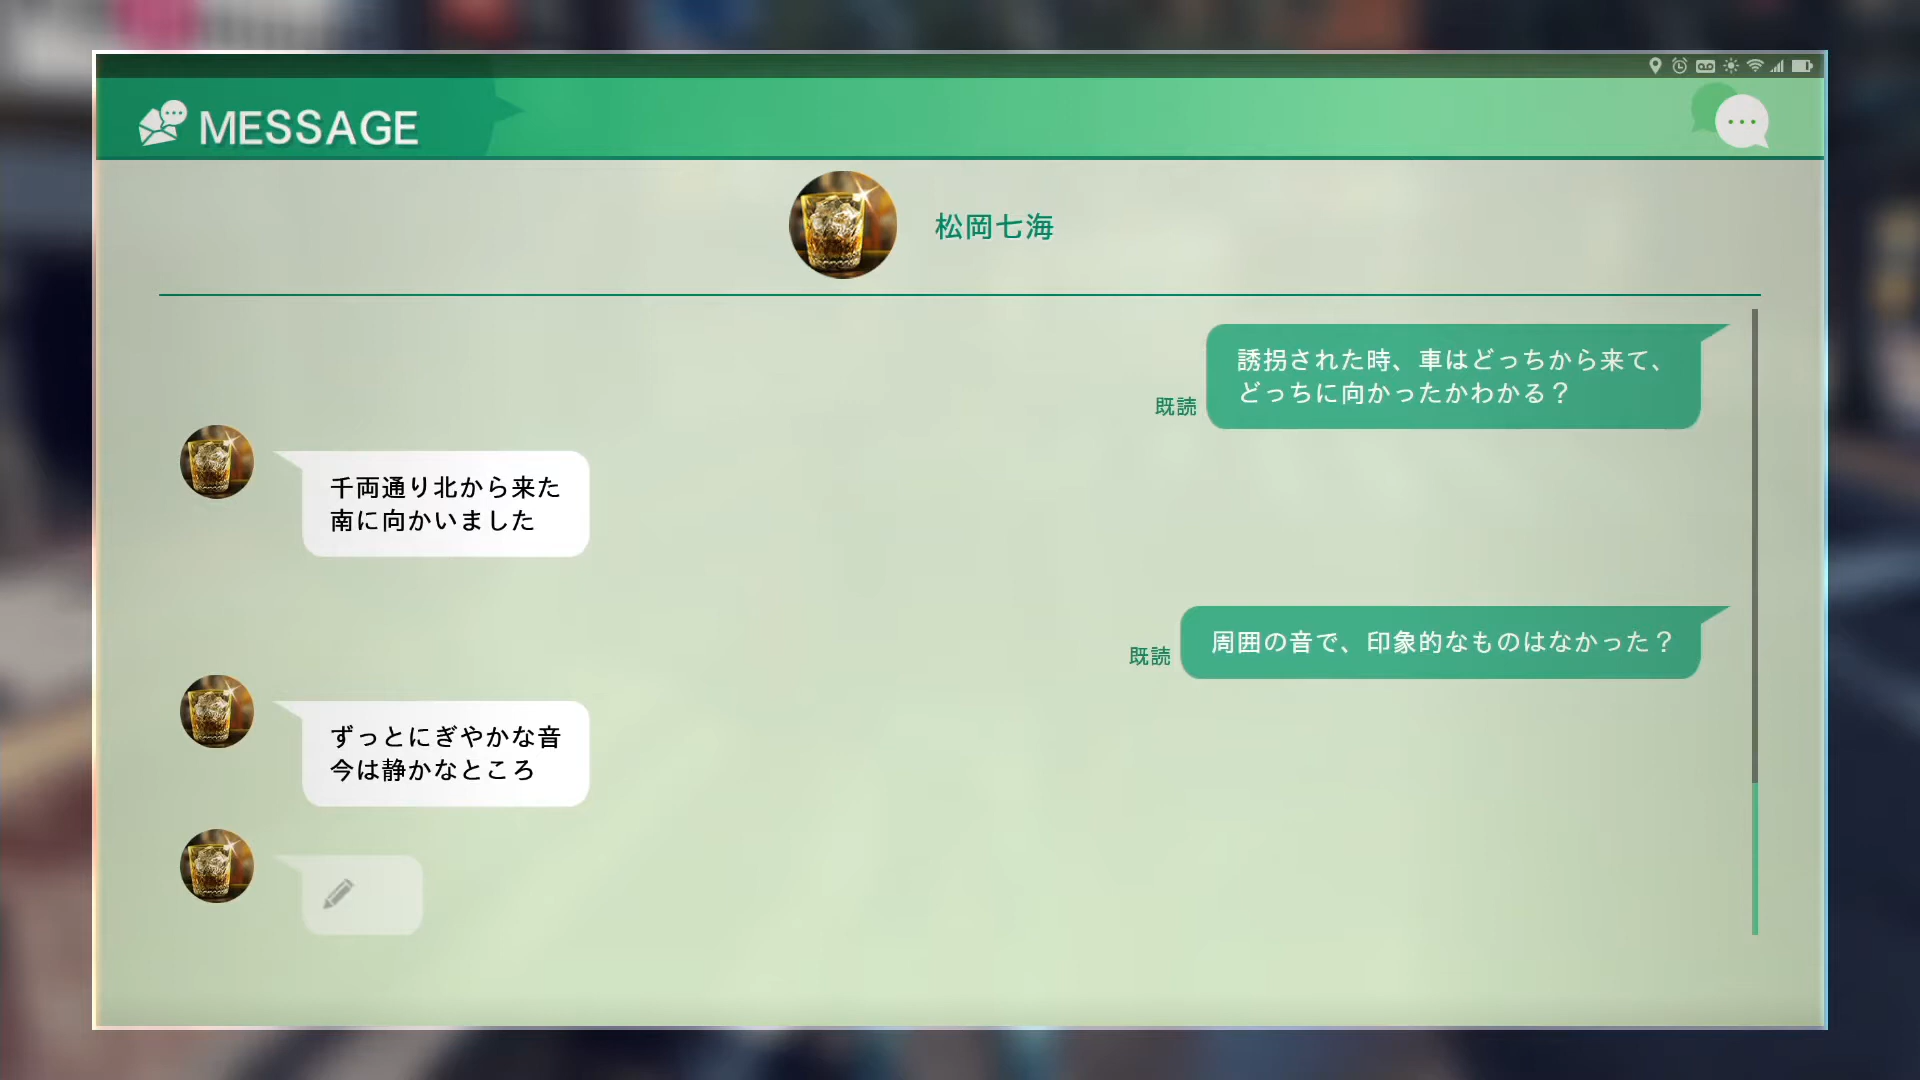 MESSAGE
松岡七海
誘拐された時、車はどっちから来て、
どっちに向かったかわかる？
既読
千両通り北から来た
南に向かいました
周囲の音で、印象的なものはなかった？
既読
ずっとにぎやかな音
今は静かなところ